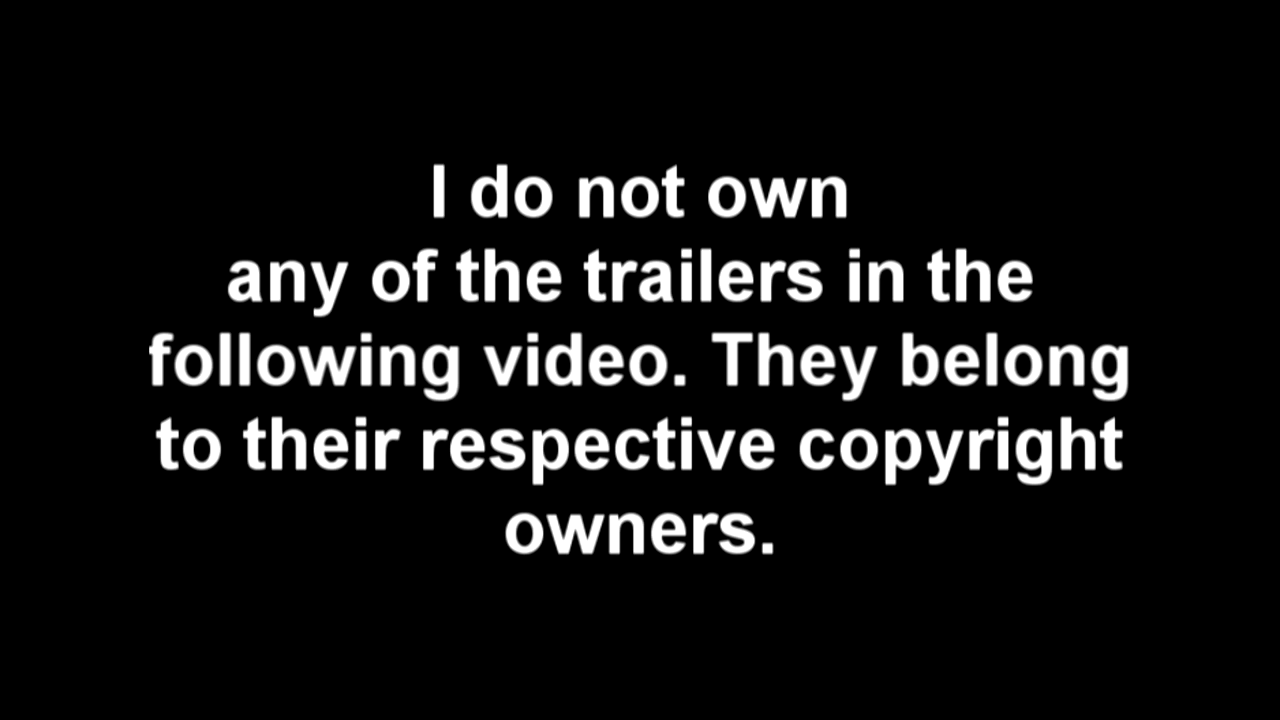 I do not own
any of the trailers in the
following video. They belong
to their respective copyright
owners.